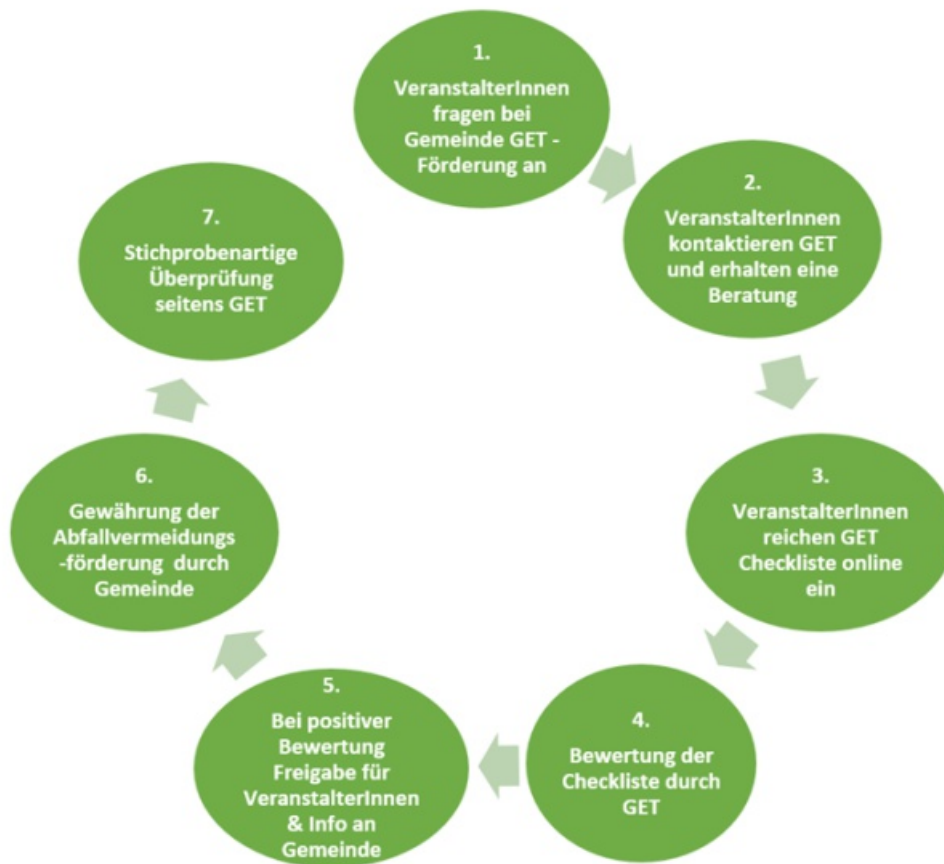 1.
VeranstalterInnen
fragen bei
Gemeinde GET -
Förderung an
2.
VeranstalterInnen
kontaktieren GET
und erhalten eine
Beratung
3.
VeranstalterInnen
reichen GET
Checkliste online
ein
4.
Bewertung der
Checkliste durch
GET
5.
Bei positiver
Bewertung
Freigabe für
VeranstalterInnen
& Info an
Gemeinde
6.
Gewährung der
Abfallvermeidungs
-förderung durch
Gemeinde
7.
Stichprobenartige
Überprüfung
seitens GET